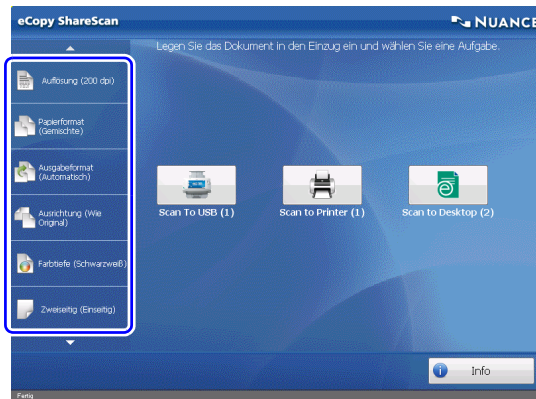 eCopy ShareScan
NUANCE
Legen Sie das Dokument in den Einzug ein und wählen Sie eine Aufgabe.
Auflösung (200 dpi)
Papierformat
(Gemischte)
Ausgabeformat
(Automatisch)
Ausrichtung (Wie
Original)
Farbtiefe (Schwarzweiß)
Zweiseitig (Einseitig)
Scan To USB (1)
Scan to Printer (1)
Scan to Desktop (2)
Info
Fertig